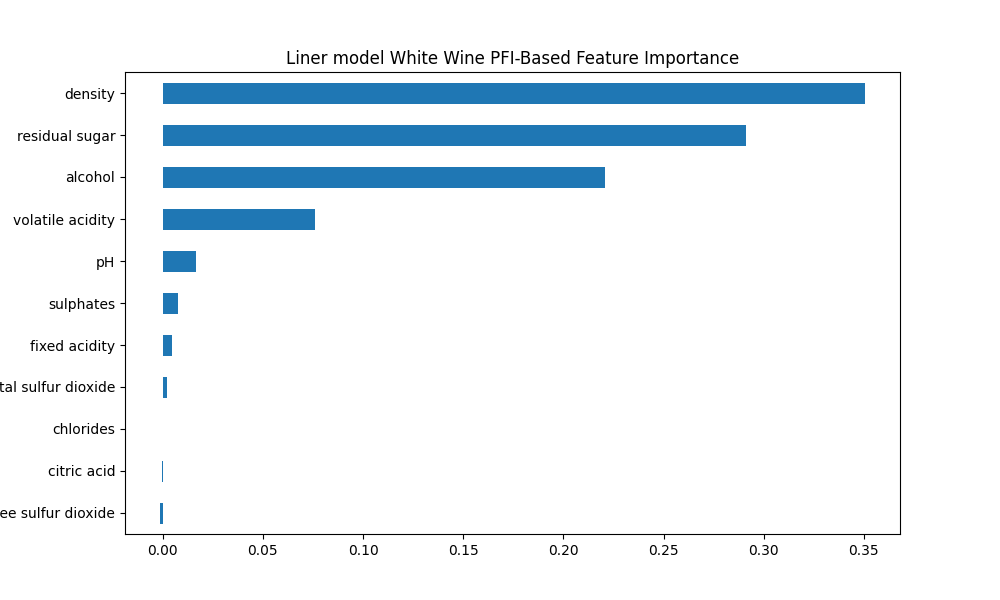 Liner model White Wine PFI-Based Feature Importance
density
residual sugar
alcohol
volatile acidity
pH
sulphates
fixed acidity
tal sulfur dioxide
chlorides
citric acid
ee sulfur dioxide
0.00 0.05 0.10 0.15 0.20 0.25 0.30 0.35